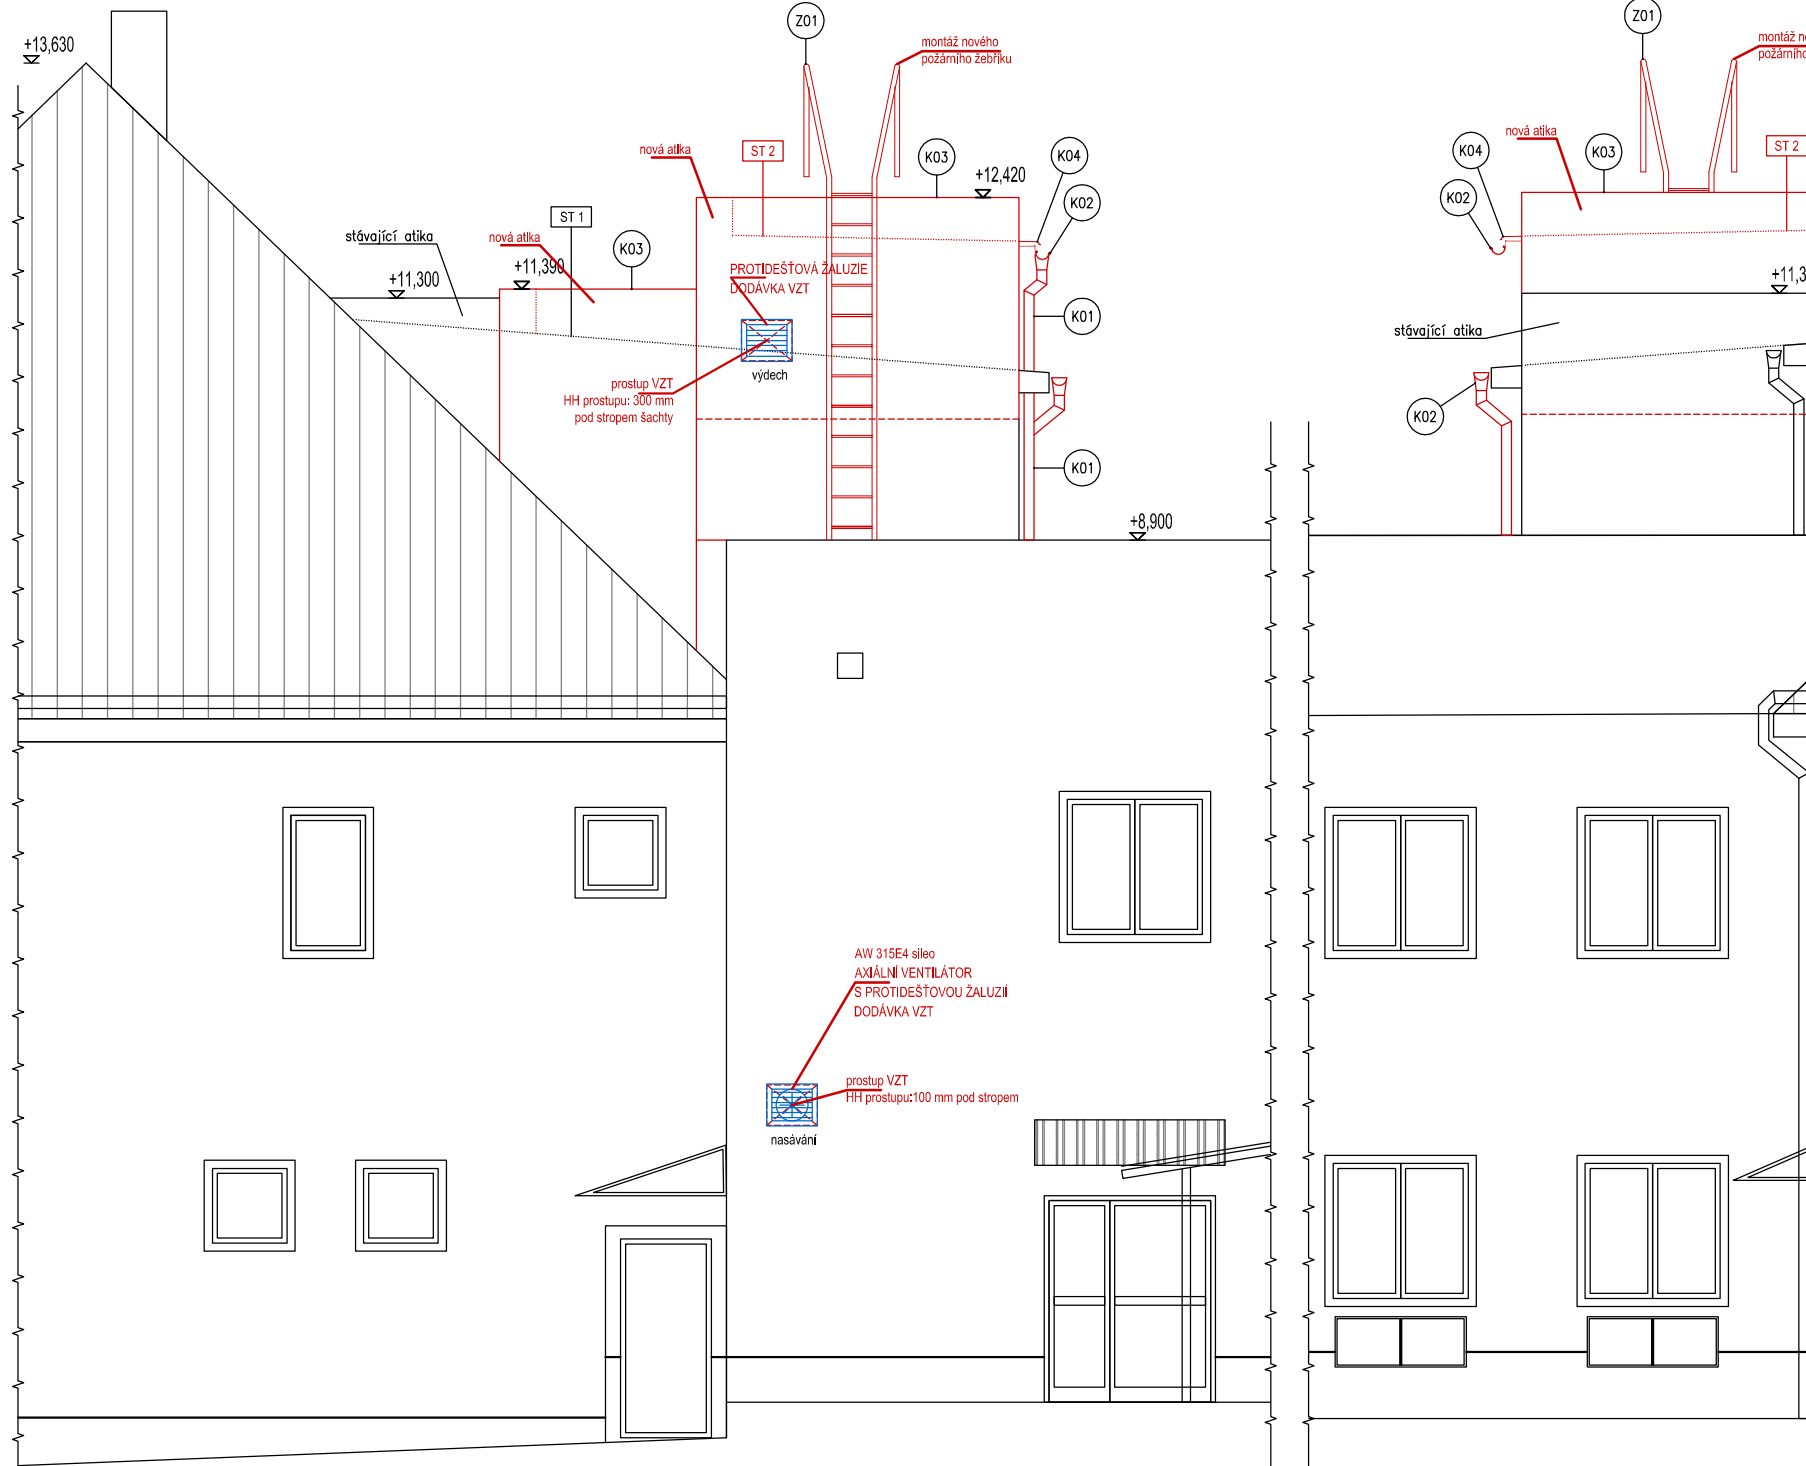 +13,630
Z01
montáž nového
požárního žebříku
nová atika
ST 2
K03
K04
+12,420
K02
stávající atika
ST 1
nová atika
K03
+11,300
+11,390
PROTIDEŠŤOVÁ ŽALUZIE
DODÁVKA VZT
K01
výdech
prostup VZT
HH prostupu: 300 mm
pod stropem šachty
K01
+8,900
AW 315E4 sileo
AXIÁLNÍ VENTILÁTOR
S PROTIDEŠŤOVOU ŽALUZIÍ
DODÁVKA VZT
prostup VZT
HH prostupu:100 mm pod stropem
nasávání
Z01
montáž
požárního
nová atika
K04
K03
ST 2
K02
+11,3
stávající atika
K02